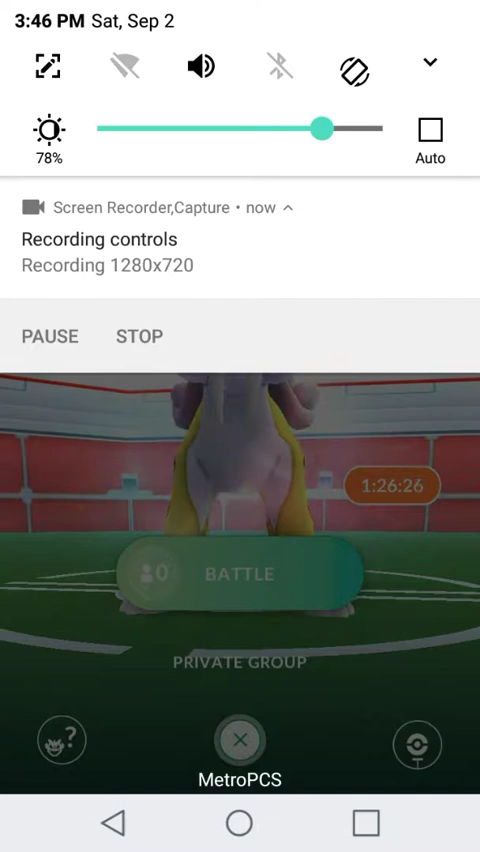 3:46 PM Sat, Sep 2
78%
Auto
Screen Recorder,Capture • now
Recording controls
Recording 1280x720
PAUSE STOP
1:26:26
0 BATTLE
PRIVATE GROUP
?
MetroPCS